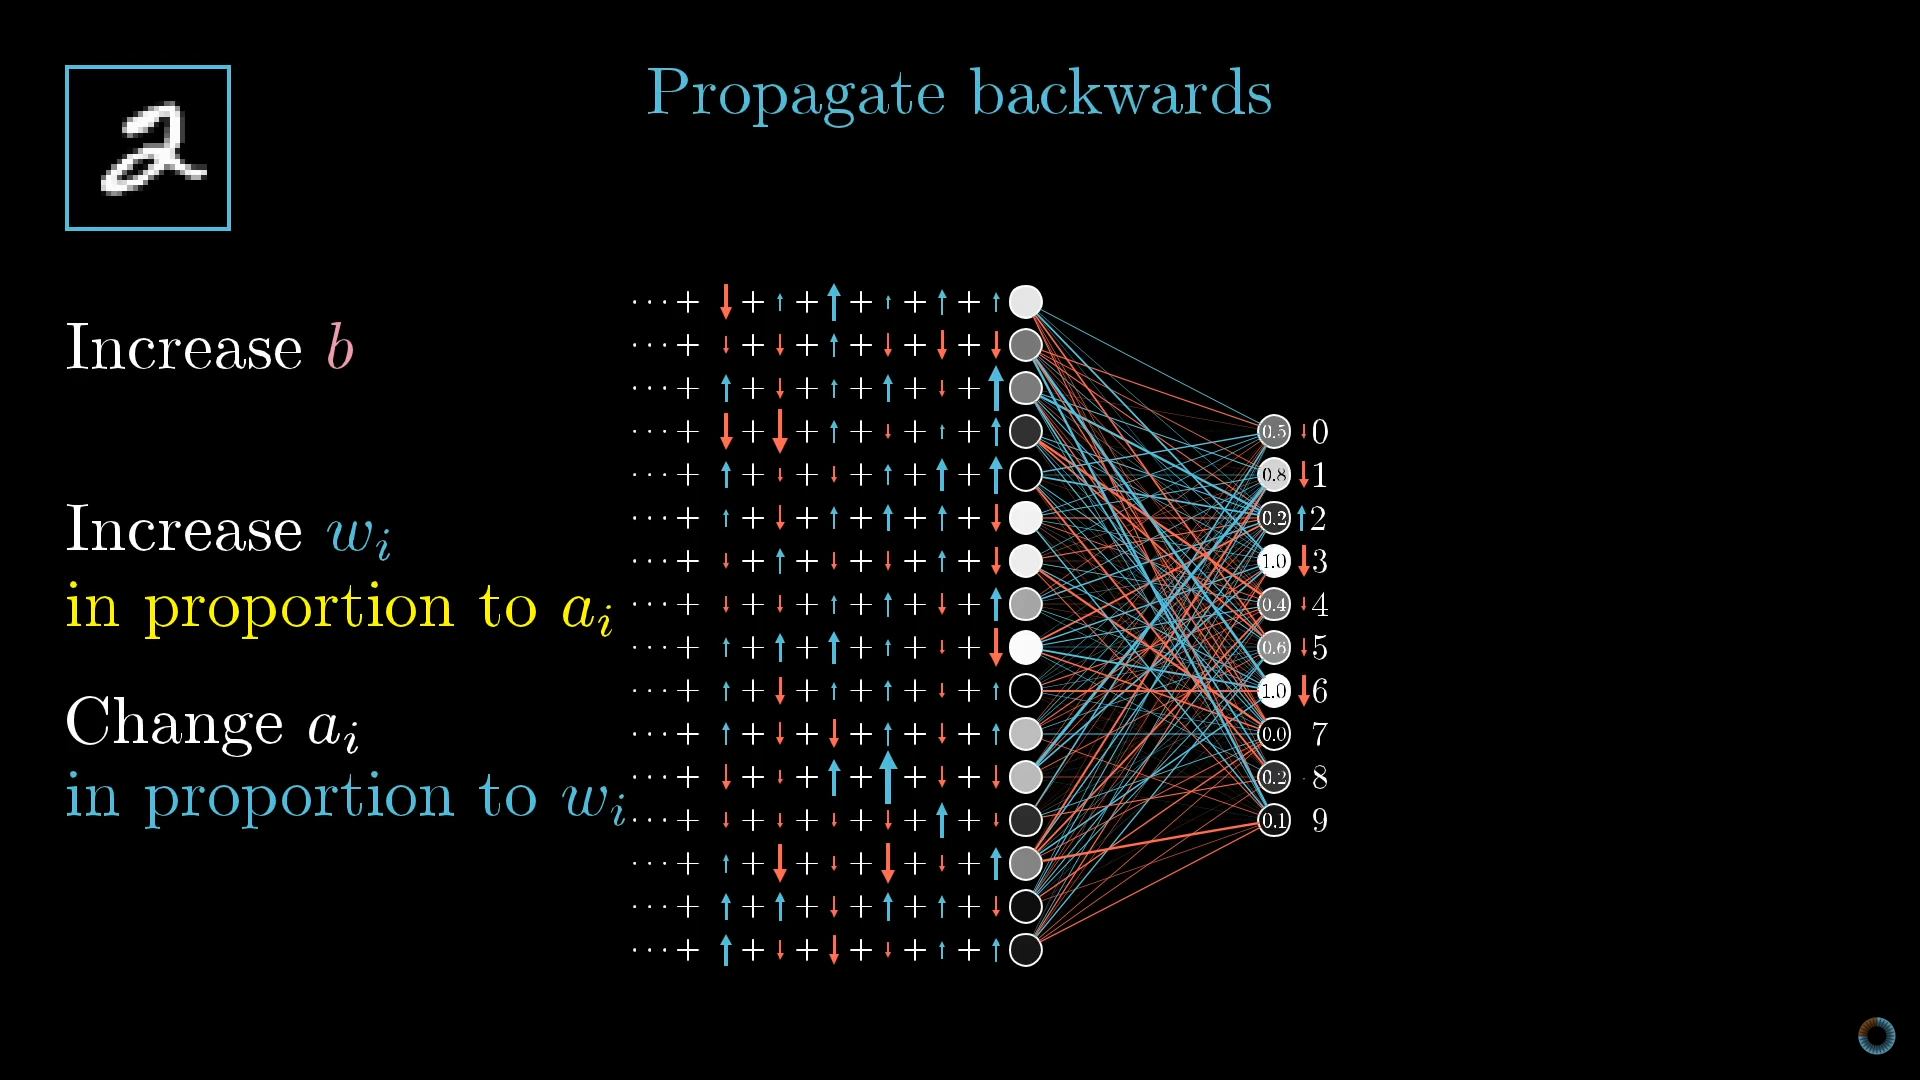 Propagate backwards
2
Increase b
Increase w_i
in proportion to a_i
Change a_i
in proportion to w_i
0.5 0
0.8 1
0.2 2
1.0 3
0.4 4
0.6 5
1.0 6
0.0 7
0.2 8
0.1 9